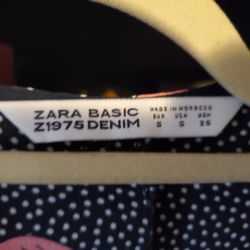 ZARA BASIC
Z1975 DENIM
MADE IN MOROCCO
EUR USA MEX
S S 26